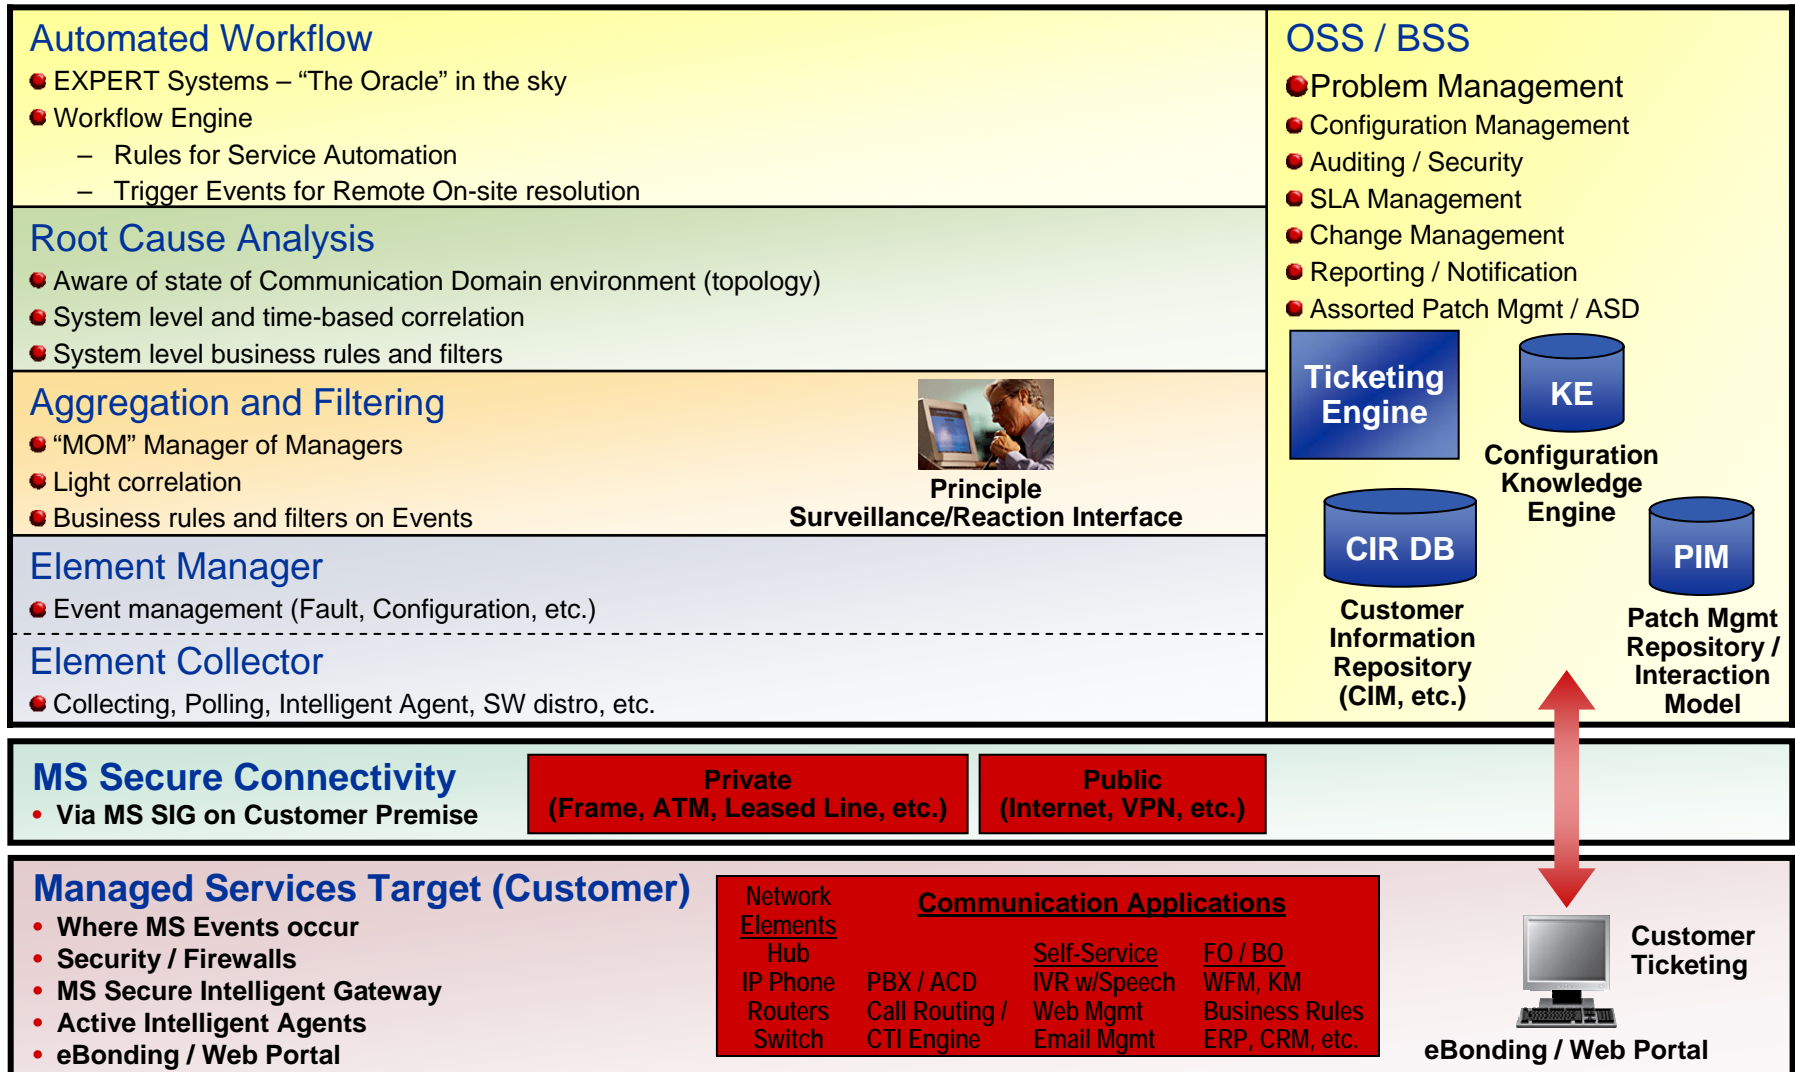 Automated Workflow
EXPERT Systems – “The Oracle” in the sky
Workflow Engine
– Rules for Service Automation
– Trigger Events for Remote On-site resolution
Root Cause Analysis
Aware of state of Communication Domain environment (topology)
System level and time-based correlation
System level business rules and filters
Aggregation and Filtering
“MOM” Manager of Managers
Light correlation
Business rules and filters on Events
Principle
Surveillance/Reaction Interface
Element Manager
Event management (Fault, Configuration, etc.)
Element Collector
Collecting, Polling, Intelligent Agent, SW distro, etc.
OSS / BSS
Problem Management
Configuration Management
Auditing / Security
SLA Management
Change Management
Reporting / Notification
Assorted Patch Mgmt / ASD
Ticketing
Engine
KE
Configuration
Knowledge
Engine
CIR DB
Customer
Information
Repository
(CIM, etc.)
PIM
Patch Mgmt
Repository /
Interaction
Model
MS Secure Connectivity
• Via MS SIG on Customer Premise
Private
(Frame, ATM, Leased Line, etc.)
Public
(Internet, VPN, etc.)
Managed Services Target (Customer)
• Where MS Events occur
• Security / Firewalls
• MS Secure Intelligent Gateway
• Active Intelligent Agents
• eBonding / Web Portal
Network
Elements
Hub
IP Phone
Routers
Switch
Communication Applications
PBX / ACD
Call Routing /
CTI Engine
Self-Service
IVR w/Speech
Web Mgmt
Email Mgmt
FO / BO
WFM, KM
Business Rules
ERP, CRM, etc.
Customer
Ticketing
eBonding / Web Portal